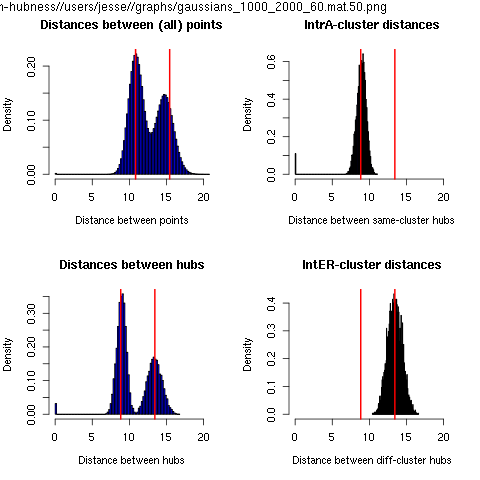 n-hubness//users/jesse//graphs/gaussians_1000_2000_60.mat.50.png
Distances between (all) points
Density
0.00 0.10 0.20
0 5 10 15 20
Distance between points
IntrA-cluster distances
Density
0.0 0.2 0.4 0.6
0 5 10 15 20
Distance between same-cluster hubs
Distances between hubs
Density
0.00 0.10 0.20 0.30
0 5 10 15 20
Distance between hubs
IntER-cluster distances
Density
0.0 0.1 0.2 0.3 0.4
0 5 10 15 20
Distance between diff-cluster hubs